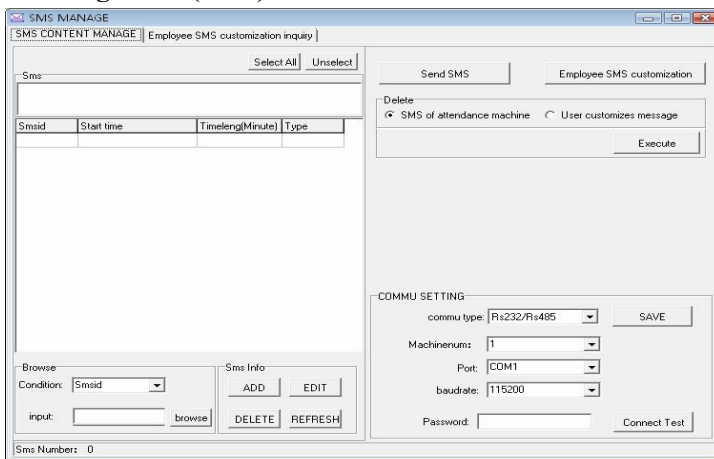 SMS MANAGE
SMS CONTENT MANAGE Employee SMS customization inquiry
Select All Unselect
Sms
Smsid Start time Timeleng(Minute) Type
Browse
Condition: Smsid
input: browse
Sms Info
ADD EDIT
DELETE REFRESH
Send SMS Employee SMS customization
Delete
SMS of attendance machine User customizes message
Execute
COMMU SETTING
commu type: Rs232/Rs485 SAVE
Machinenum: 1
Port: COM1
baudrate: 115200
Password: Connect Test
Sms Number: 0